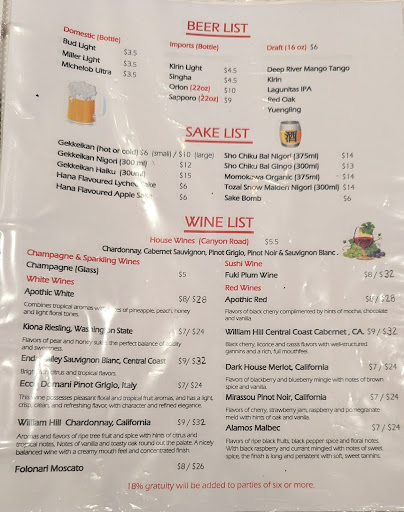 BEER LIST
Domestic (Bottle)
Bud Light $3.5
Miller Light $3.5
Michelob Ultra $3.5
Imports (Bottle)
Kirin Light $4.5
Singha $4.5
Orion (22oz) $10
Sapporo (22oz) $9
Draft (16 oz) $6
Deep River Mango Tango
Kirin
Lagunitas IPA
Red Oak
Yuengling
SAKE LIST
Gekkeikan (hot or cold) $6 (small) / $10 (large)
Gekkeikan Nigori (300 ml) $12
Gekkeikan Haiku (300ml) $15
Hana Flavoured Lychee Sake $6
Hana Flavoured Apple Sake $6
Sho Chiku Bai Nigori (375ml) $14
Sho Chiku Bai Gingo (300ml) $13
Momokawa Organic (375ml) $14
Tozai Snow Maiden Nigori (300ml) $14
Sake Bomb $6
WINE LIST
House Wines (Canyon Road) $5.5
Chardonnay, Cabernet Sauvignon, Pinot Grigio, Pinot Noir & Sauvignon Blanc.
Champagne & Sparkling Wines
Champagne (Glass) $5
White Wines
Apothic White $8 / $28
Combines tropical aromas with notes of pineapple, peach, honey
and light floral tones.
Kiona Riesling, Washington State $7 / $24
Flavors of pear and honey suits the perfect balance of acidity
and sweetness.
Valley Sauvignon Blanc, Central Coast $9 / $32
citrus and tropical flavors.
Ecco Domani Pinot Grigio, Italy $7 / $24
This wine possesses pleasant floral and tropical fruit aromas, and has a light,
crisp, clean, and refreshing flavor, with character and refined elegance.
William Hill Chardonnay, California $9 / $32
Aromas and flavors of ripe tree fruit and spice with hints of citrus and
tropical notes. Notes of vanilla and toasty oak round out the palate. A nicely
balanced wine with a creamy mouth feel and concentrated finish.
Folonari Moscato $8 / $26
Sushi Wine
Fuki Plum Wine $8 / $32
Red Wines
Apothic Red $8 / $28
Flavors of black cherry complimented by hints of mocha, chocolate
and vanilla.
William Hill Central Coast Cabernet , CA. $9 / $32
Black cherry, licorice and cassis flavors with well-structured
gannins and a rich, full mouthfeel.
Dark House Merlot, California $7 / $24
Flavors of blackberry and blueberry mingle with notes of brown
spice and vanilla.
Mirassou Pinot Noir, California $7 / $24
Flavors of cherry, strawberry jam, raspberry and pomegranate
meld with hints of oak and vanilla.
Alamos Malbec $7 / $24
Flavors of ripe black fruits, black pepper spice and floral notes.
With black raspberry and currant mingled with notes of sweet
spice, the finish is long and persistent with soft, sweet tannins.
18% gratuity will be added to parties of six or more.